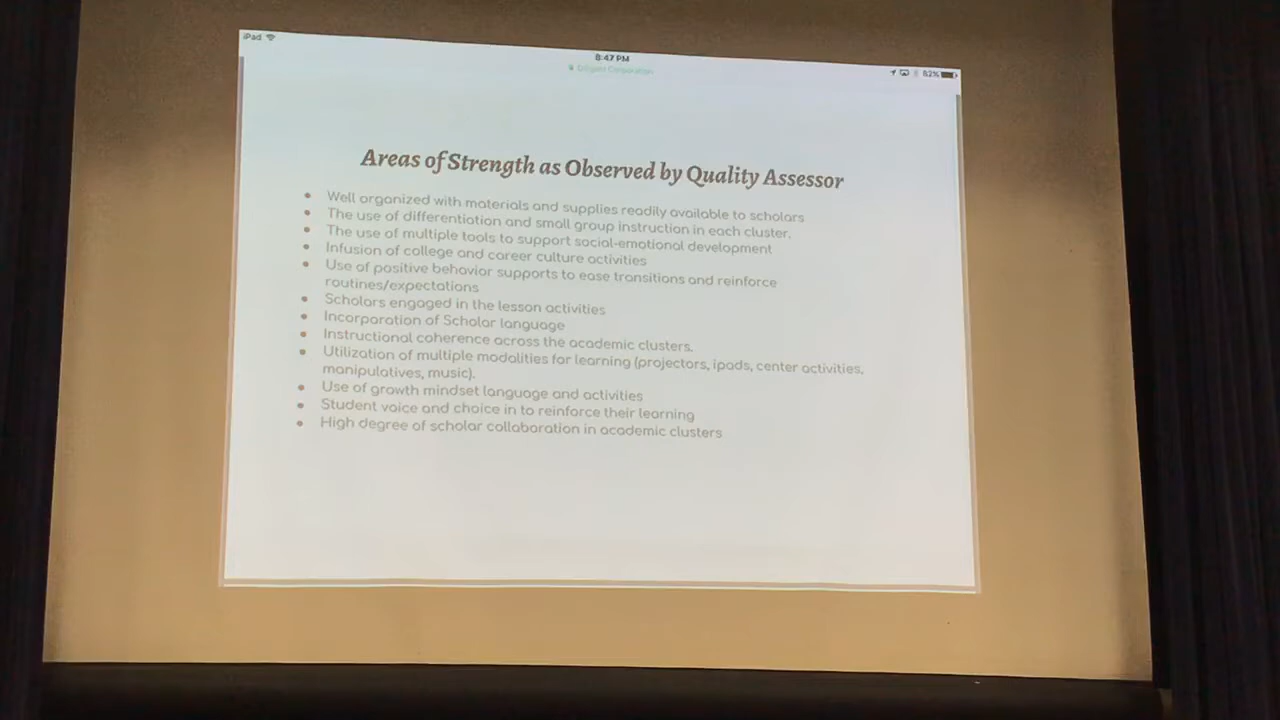 iPad
8:47 PM
82%
Areas of Strength as Observed by Quality Assessor
• Well organized with materials and supplies readily available to scholars
• The use of differentiation and small group instruction in each cluster.
• The use of multiple tools to support social-emotional development
• Infusion of college and career culture activities
• Use of positive behavior supports to ease transitions and reinforce
routines/expectations
• Scholars engaged in the lesson activities
• Incorporation of Scholar language
• Instructional coherence across the academic clusters.
• Utilization of multiple modalities for learning (projectors, ipads, center activities,
manipulatives, music).
• Use of growth mindset language and activities
• Student voice and choice in to reinforce their learning
• High degree of scholar collaboration in academic clusters